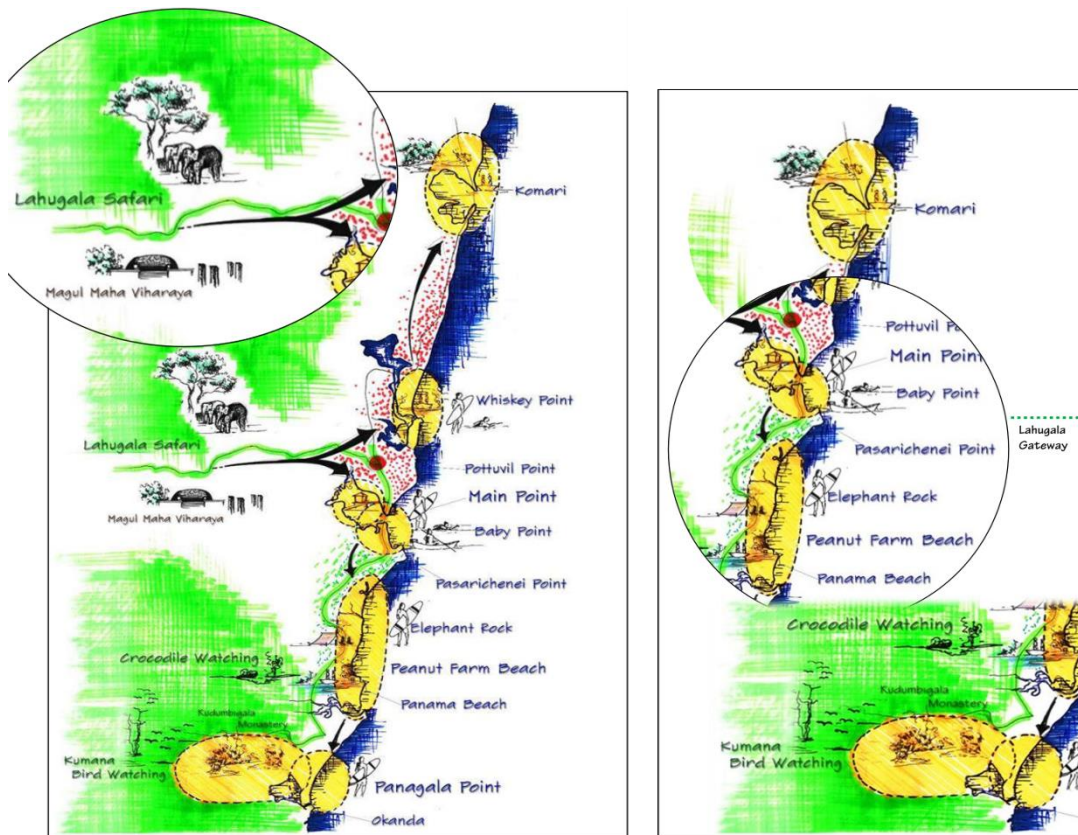 Lahugala Safari
Magul Maha Viharaya
Komari
Whiskey Point
Lahugala Safari
Pottuvil Point
Main Point
Magul Maha Viharaya
Baby Point
Pasarichenei Point
Elephant Rock
Crocodile Watching
Peanut Farm Beach
Kudumbigala
Monastery
Panama Beach
Kumana
Bird Watching
Panagala Point
Okanda
Komari
Pottuvil Po
Main Point
Baby Point
Pasarichenei Point
Elephant Rock
Peanut Farm Beach
Panama Beach
Lahugala
Gateway
Crocodile Watching
Kudumbigala
Monastery
Kumana
Bird Watching